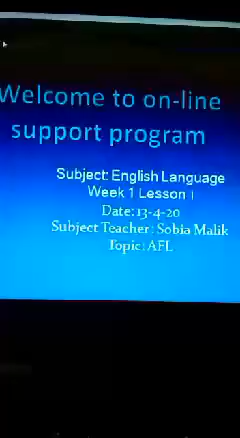 Welcome to on-line
support program
Subject: English Language
Week 1 Lesson 1
Date: 13-4-20
Subject Teacher: Sobia Malik
Topic: AFL